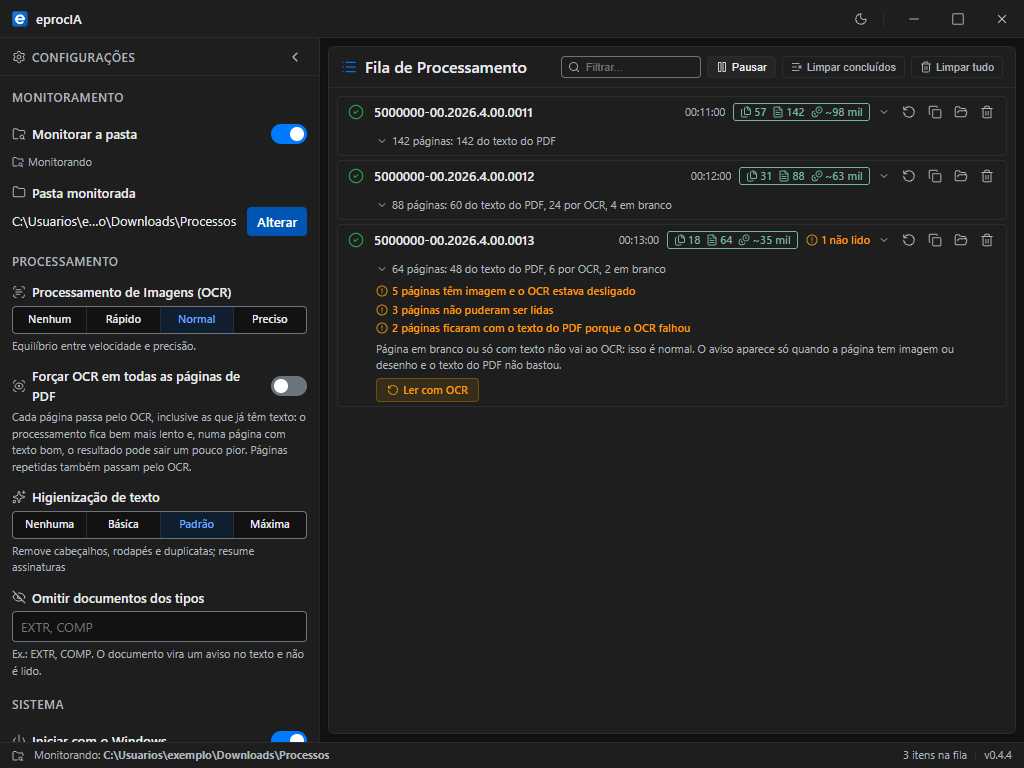 eprocIA
CONFIGURAÇÕES
MONITORAMENTO
Monitorar a pasta
Monitorando
Pasta monitorada
C:\Usuarios\e...o\Downloads\Processos
Alterar
PROCESSAMENTO
Processamento de Imagens (OCR)
Nenhum Rápido Normal Preciso
Equilíbrio entre velocidade e precisão.
Forçar OCR em todas as páginas de
PDF
Cada página passa pelo OCR, inclusive as que já têm texto: o
processamento fica bem mais lento e, numa página com
texto bom, o resultado pode sair um pouco pior. Páginas
repetidas também passam pelo OCR.
Higienização de texto
Nenhuma Básica Padrão Máxima
Remove cabeçalhos, rodapés e duplicatas; resume
assinaturas
Omitir documentos dos tipos
EXTR, COMP
Ex.: EXTR, COMP. O documento vira um aviso no texto e não
é lido.
SISTEMA
Iniciar com o Windows
Fila de Processamento
Filtrar...
Pausar
Limpar concluídos
Limpar tudo
5000000-00.2026.4.00.0011 00:11:00 57 142 ~98 mil
142 páginas: 142 do texto do PDF
5000000-00.2026.4.00.0012 00:12:00 31 88 ~63 mil
88 páginas: 60 do texto do PDF, 24 por OCR, 4 em branco
5000000-00.2026.4.00.0013 00:13:00 18 64 ~35 mil 1 não lido
64 páginas: 48 do texto do PDF, 6 por OCR, 2 em branco
5 páginas têm imagem e o OCR estava desligado
3 páginas não puderam ser lidas
2 páginas ficaram com o texto do PDF porque o OCR falhou
Página em branco ou só com texto não vai ao OCR: isso é normal. O aviso aparece só quando a página tem imagem ou
desenho e o texto do PDF não bastou.
Ler com OCR
Monitorando: C:\Usuarios\exemplo\Downloads\Processos
3 itens na fila
v0.4.4